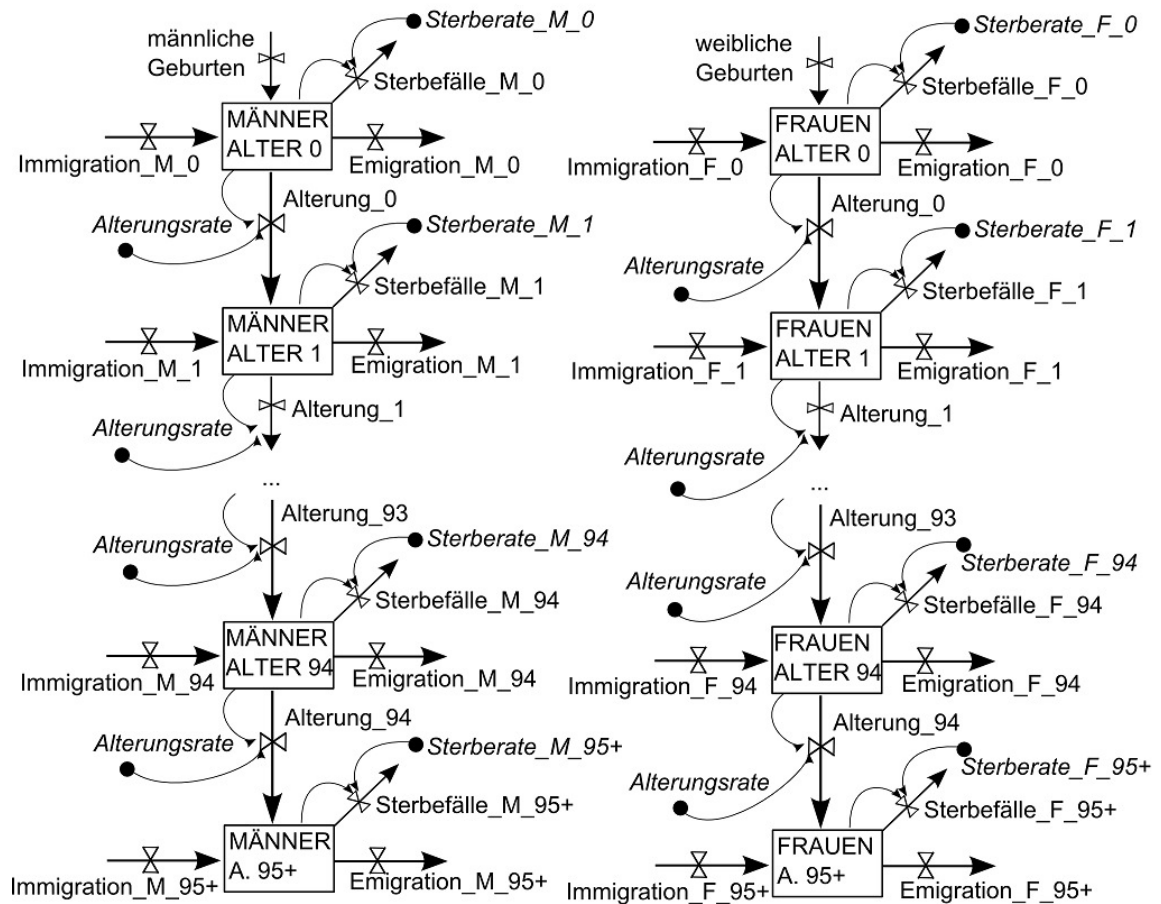 männliche
Geburten
Sterberate_M_0
Sterbefälle_M_0
MÄNNER
ALTER 0
Immigration_M_0
Emigration_M_0
Alterung_0
Alterungsrate
Sterberate_M_1
Sterbefälle_M_1
MÄNNER
ALTER 1
Immigration_M_1
Emigration_M_1
Alterung_1
Alterungsrate
...
Alterung_93
Alterungsrate
Sterberate_M_94
Sterbefälle_M_94
MÄNNER
ALTER 94
Immigration_M_94
Emigration_M_94
Alterung_94
Alterungsrate
Sterberate_M_95+
Sterbefälle_M_95+
MÄNNER
A. 95+
Immigration_M_95+
Emigration_M_95+
weibliche
Geburten
Sterberate_F_0
Sterbefälle_F_0
FRAUEN
ALTER 0
Immigration_F_0
Emigration_F_0
Alterung_0
Alterungsrate
Sterberate_F_1
Sterbefälle_F_1
FRAUEN
ALTER 1
Immigration_F_1
Emigration_F_1
Alterung_1
Alterungsrate
...
Alterung_93
Alterungsrate
Sterberate_F_94
Sterbefälle_F_94
FRAUEN
ALTER 94
Immigration_F_94
Emigration_F_94
Alterung_94
Alterungsrate
Sterberate_F_95+
Sterbefälle_F_95+
FRAUEN
A. 95+
Immigration_F_95+
Emigration_F_95+